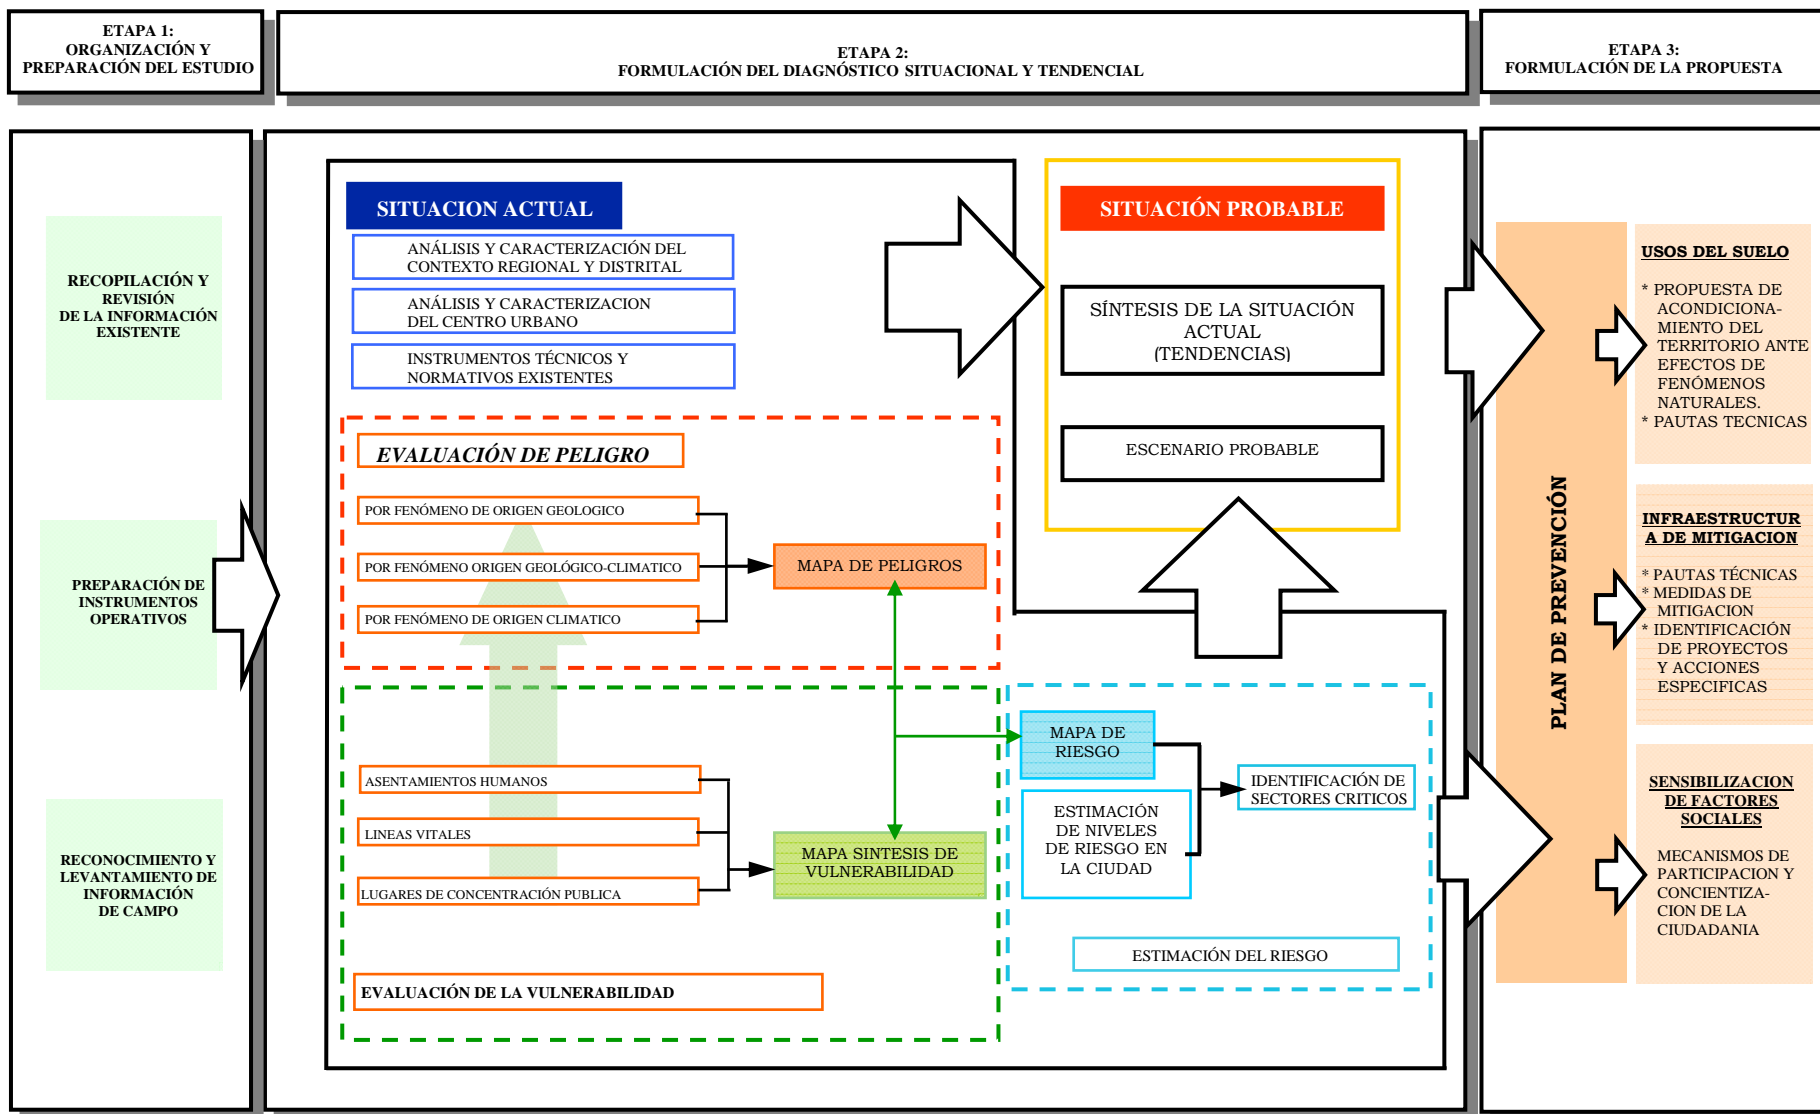 ETAPA 1:
ORGANIZACIÓN Y
PREPARACIÓN DEL ESTUDIO
ETAPA 2:
FORMULACIÓN DEL DIAGNÓSTICO SITUACIONAL Y TENDENCIAL
ETAPA 3:
FORMULACIÓN DE LA PROPUESTA
RECOPILACIÓN Y
REVISIÓN
DE LA INFORMACIÓN
EXISTENTE
PREPARACIÓN DE
INSTRUMENTOS
OPERATIVOS
RECONOCIMIENTO Y
LEVANTAMIENTO DE
INFORMACIÓN
DE CAMPO
SITUACION ACTUAL
ANÁLISIS Y CARACTERIZACIÓN DEL
CONTEXTO REGIONAL Y DISTRITAL
ANÁLISIS Y CARACTERIZACION
DEL CENTRO URBANO
INSTRUMENTOS TÉCNICOS Y
NORMATIVOS EXISTENTES
EVALUACIÓN DE PELIGRO
POR FENÓMENO DE ORIGEN GEOLOGICO
POR FENÓMENO ORIGEN GEOLÓGICO-CLIMATICO
POR FENÓMENO DE ORIGEN CLIMATICO
MAPA DE PELIGROS
ASENTAMIENTOS HUMANOS
LINEAS VITALES
LUGARES DE CONCENTRACIÓN PUBLICA
MAPA SINTESIS DE
VULNERABILIDAD
EVALUACIÓN DE LA VULNERABILIDAD
SITUACIÓN PROBABLE
SÍNTESIS DE LA SITUACIÓN
ACTUAL
(TENDENCIAS)
ESCENARIO PROBABLE
MAPA DE
RIESGO
ESTIMACIÓN
DE NIVELES
DE RIESGO EN
LA CIUDAD
IDENTIFICACIÓN DE
SECTORES CRITICOS
ESTIMACIÓN DEL RIESGO
PLAN DE PREVENCIÓN
USOS DEL SUELO
* PROPUESTA DE
ACONDICIONA-
MIENTO DEL
TERRITORIO ANTE
EFECTOS DE
FENÓMENOS
NATURALES.
* PAUTAS TECNICAS
INFRAESTRUCTUR
A DE MITIGACION
* PAUTAS TÉCNICAS
* MEDIDAS DE
MITIGACION
* IDENTIFICACIÓN
DE PROYECTOS
Y ACCIONES
ESPECIFICAS
SENSIBILIZACION
DE FACTORES
SOCIALES
MECANISMOS DE
PARTICIPACION Y
CONCIENTIZA-
CION DE LA
CIUDADANIA